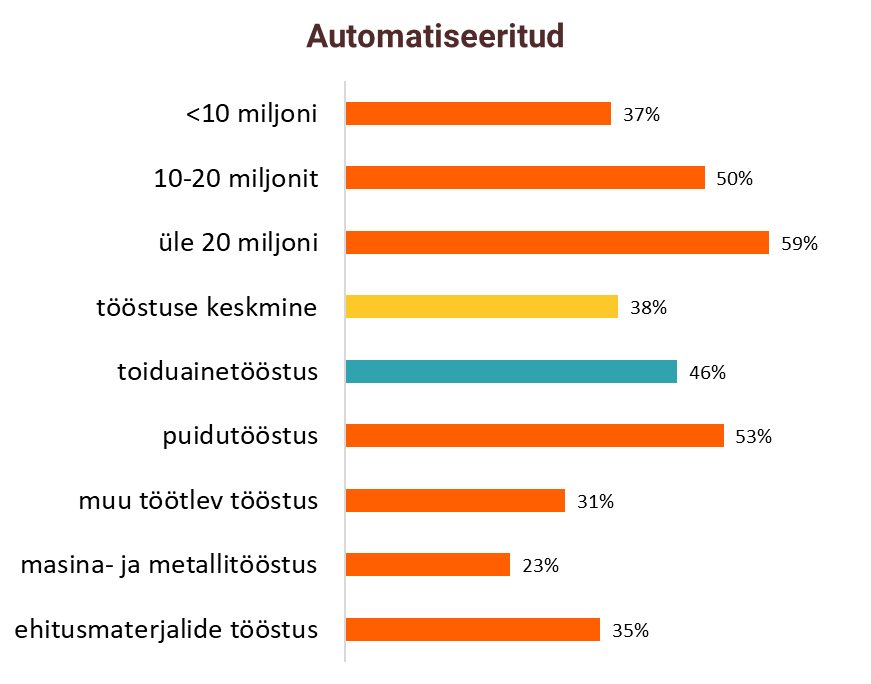 Automatiseeritud
<10 miljoni 37%
10-20 miljonit 50%
üle 20 miljoni 59%
tööstuse keskmine 38%
toiduainetööstus 46%
puidutööstus 53%
muu töötlev tööstus 31%
masina- ja metallitööstus 23%
ehitusmaterjalide tööstus 35%